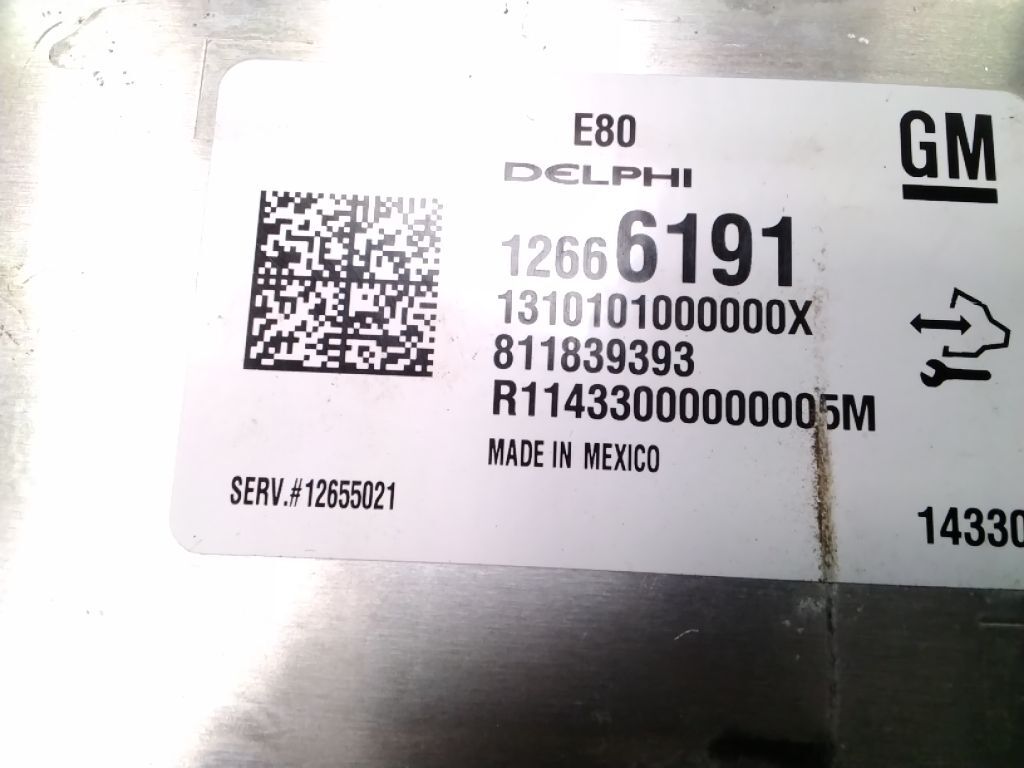 E80
GM
DELPHI
12666191
1310101000000X
811839393
R11433000000005M
MADE IN MEXICO
SERV.#12655021
14330